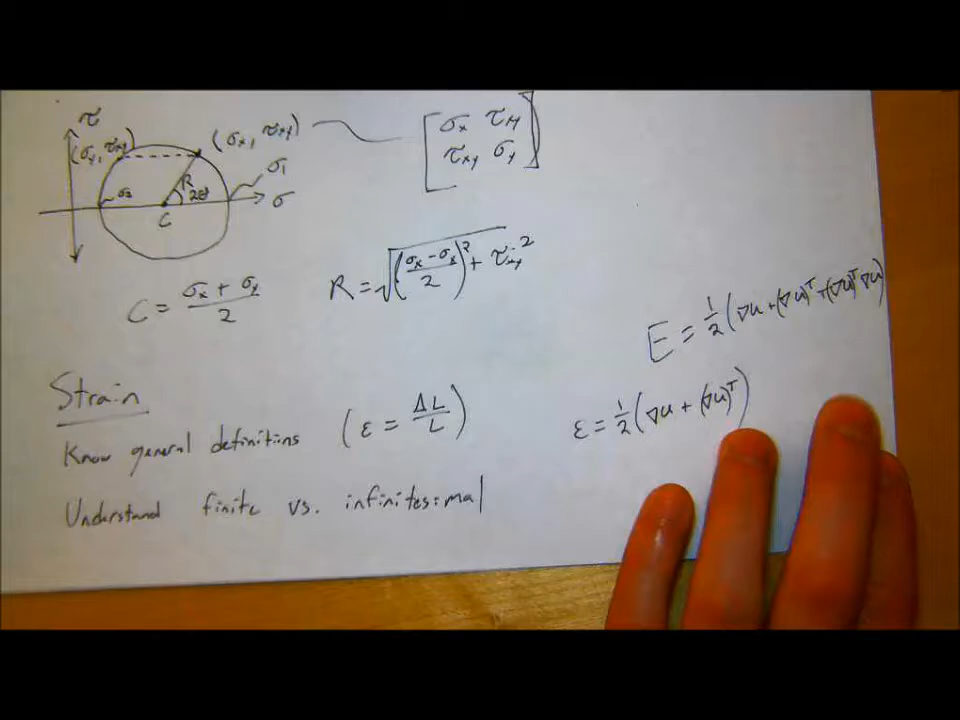 τ
(σy, τxy) (σx, τxy)
[σx τxy
τxy σy]
σ1
σ2 R 2θ σ
C
C = (σx + σy)/2
R = √(((σx - σx)/2)² + τxy²)
E = 1/2(∇u + (∇u)ᵀ + (∇u)ᵀ∇u)
Strain
Know general definitions (ε = ΔL/L)
ε = 1/2(∇u + (∇u)ᵀ)
Understand finite vs. infinitesimal